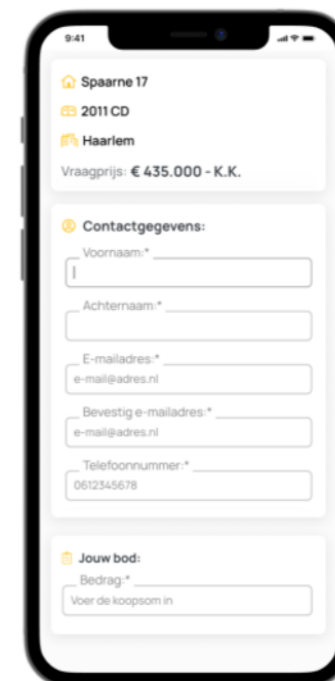 9:41
Spaarne 17
2011 CD
Haarlem
Vraagprijs: € 435.000 - K.K.
Contactgegevens:
Voornaam:*
Achternaam:*
E-mailadres:*
e-mail@adres.nl
Bevestig e-mailadres:*
e-mail@adres.nl
Telefoonnummer:*
0612345678
Jouw bod:
Bedrag:*
Voer de koopsom in